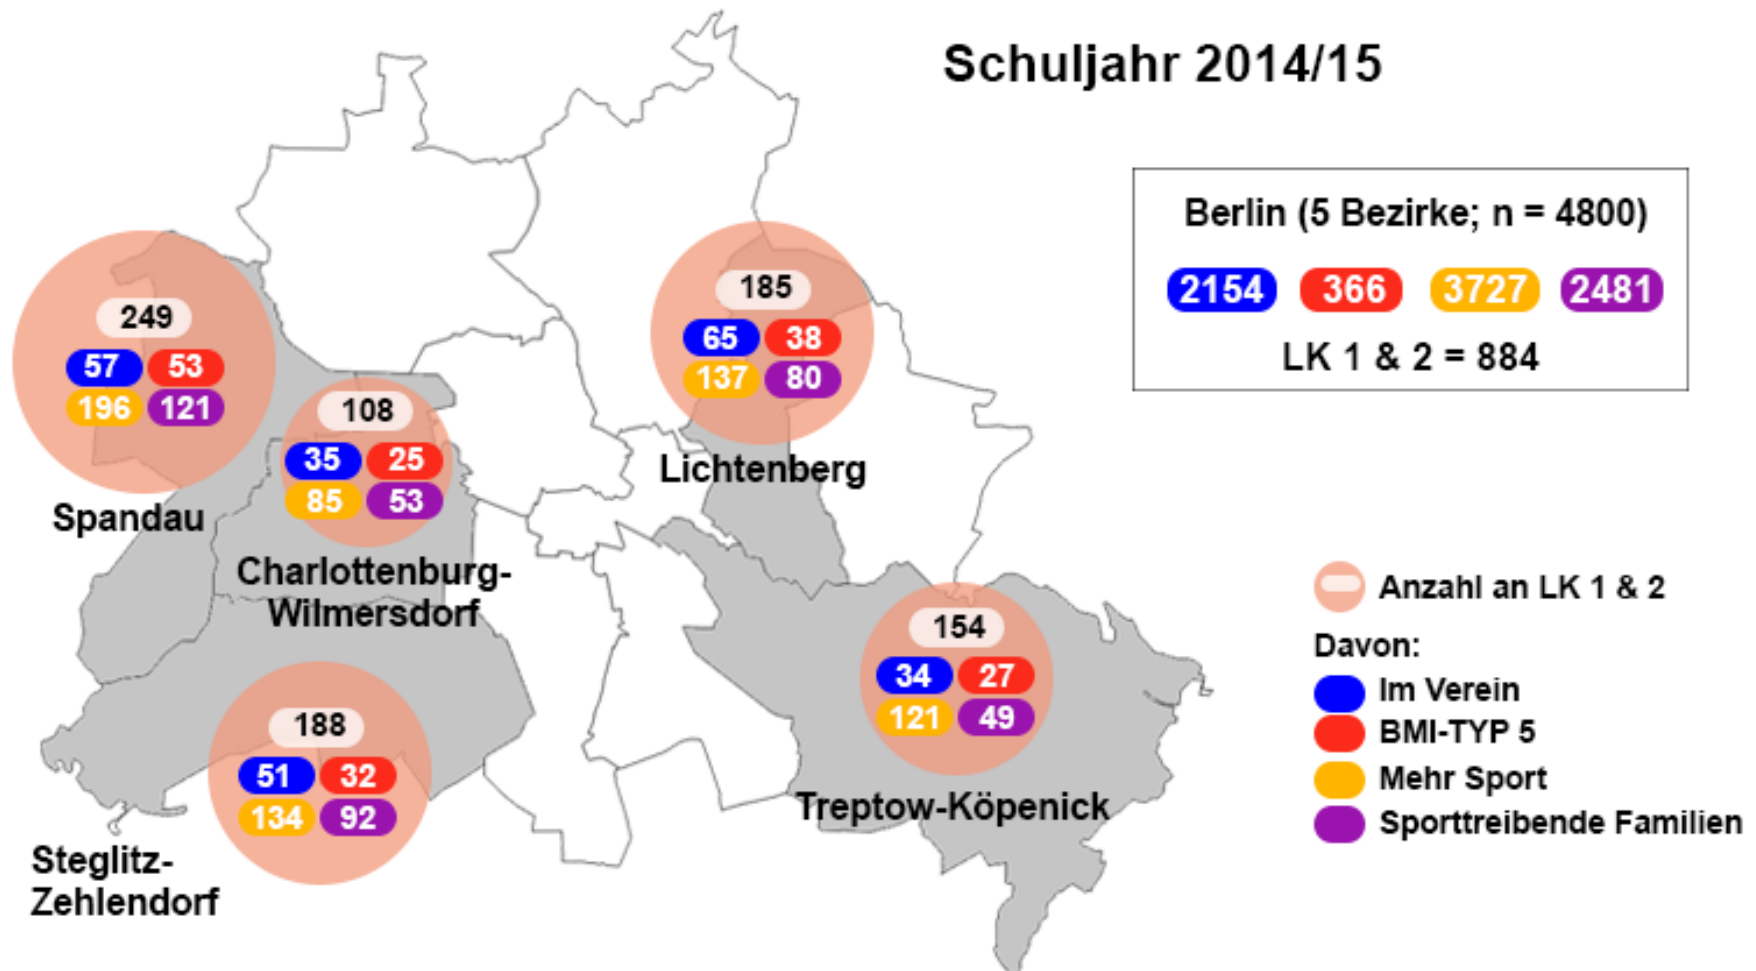 Schuljahr 2014/15
Berlin (5 Bezirke; n = 4800)
2154 366 3727 2481
LK 1 & 2 = 884
249
57 53
196 121
Spandau
108
35 25
85 53
Charlottenburg-
Wilmersdorf
185
65 38
137 80
Lichtenberg
154
34 27
121 49
Treptow-Köpenick
188
51 32
134 92
Steglitz-
Zehlendorf
Anzahl an LK 1 & 2
Davon:
Im Verein
BMI-TYP 5
Mehr Sport
Sporttreibende Familien